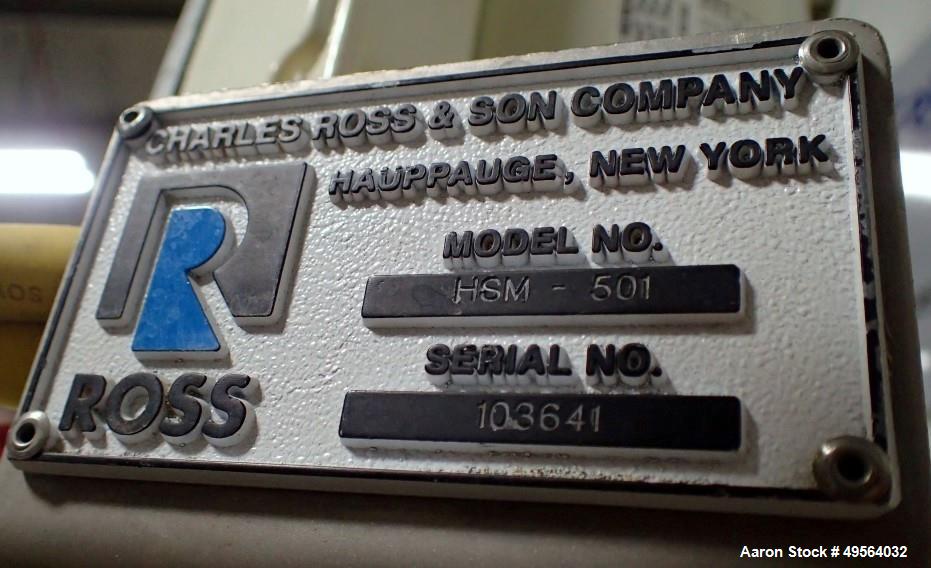 CHARLES ROSS & SON COMPANY
HAUPPAUGE, NEW YORK
MODEL NO.
HSM - 501
SERIAL NO.
103641
R
ROSS
Aaron Stock # 49564032